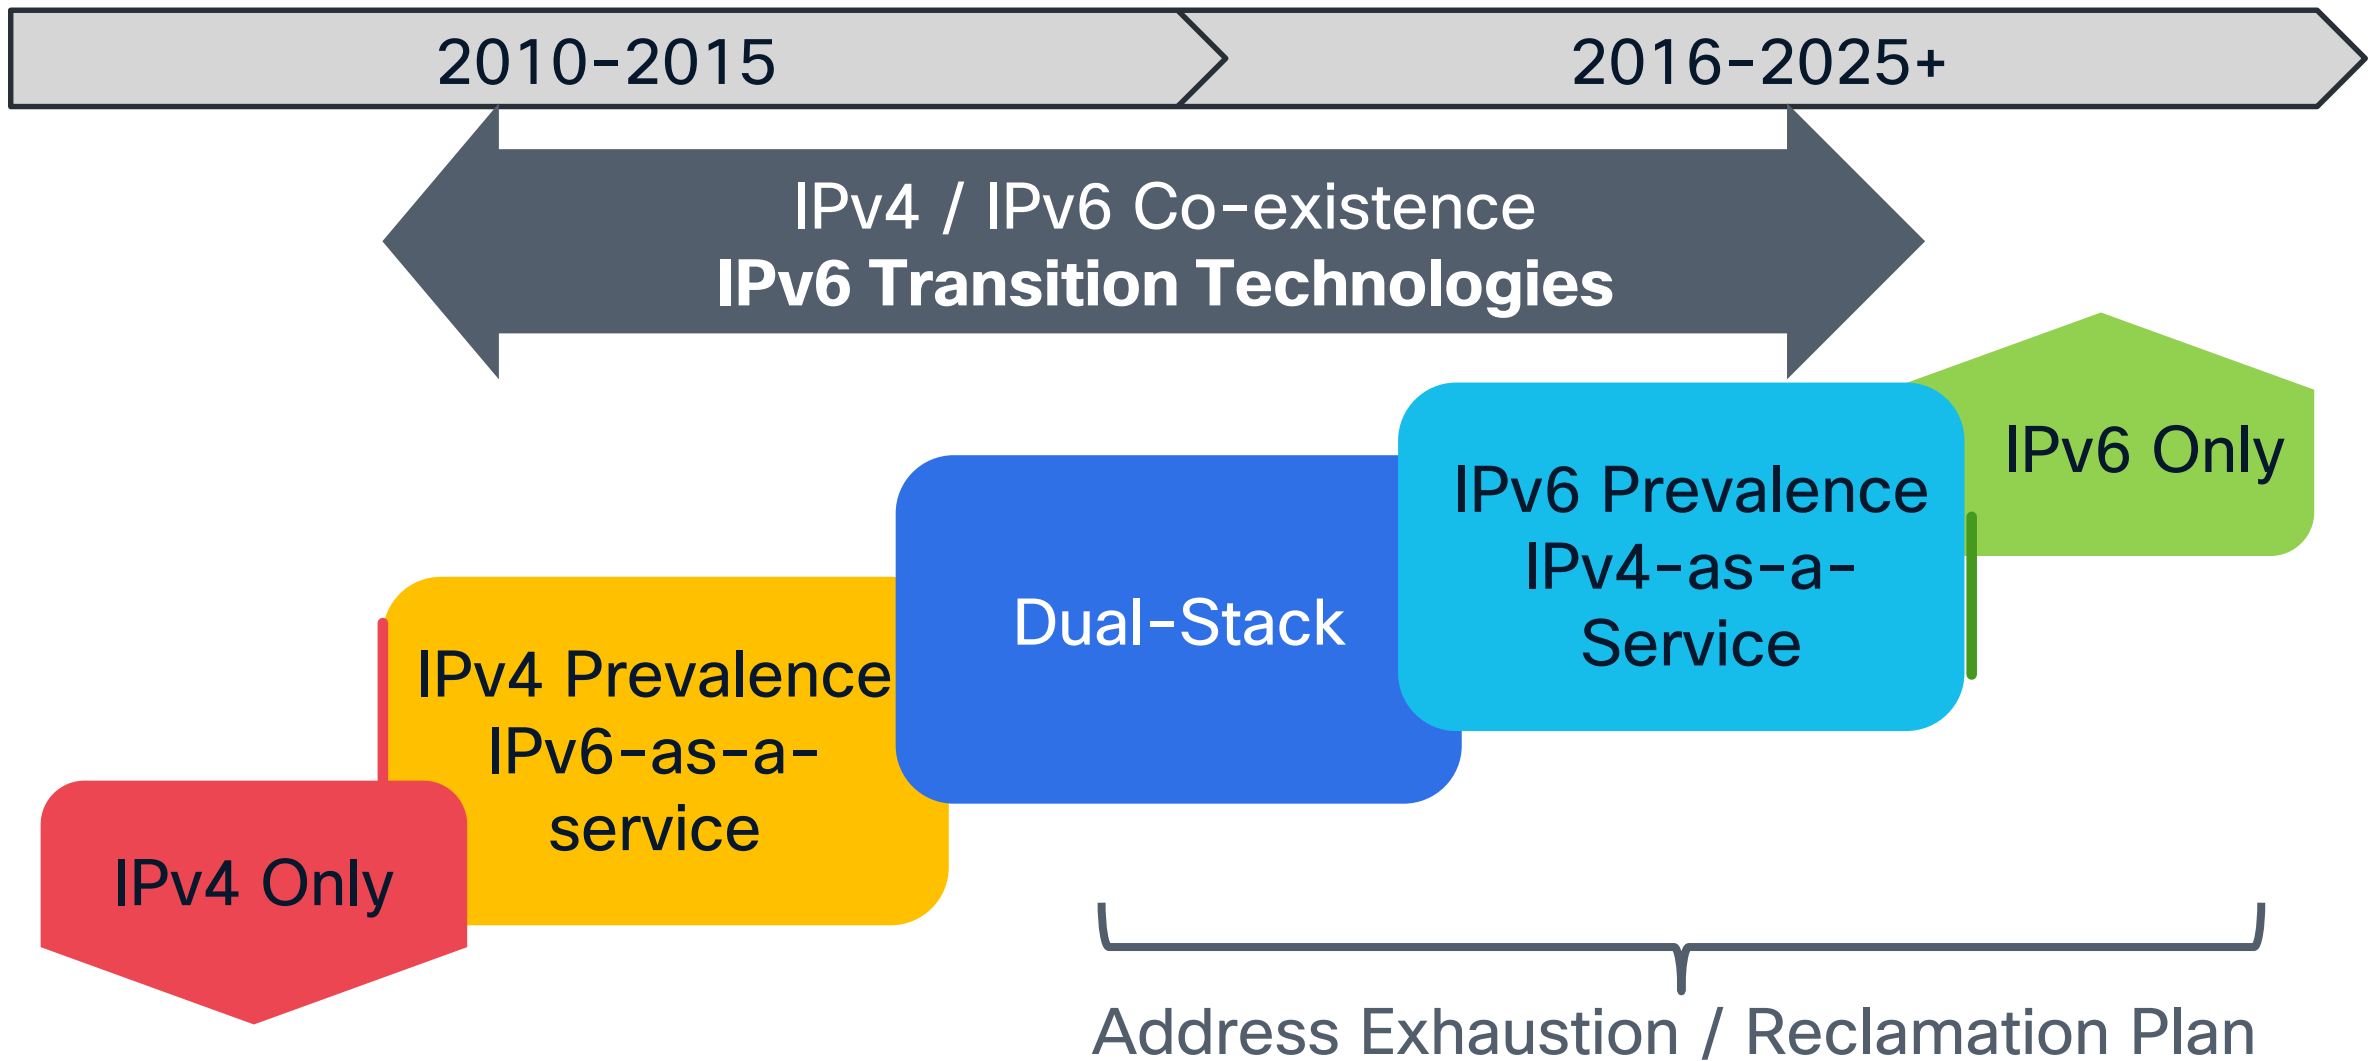 2010-2015
2016-2025+
IPv4 / IPv6 Co-existence
IPv6 Transition Technologies
IPv4 Only
IPv4 Prevalence
IPv6-as-a-
service
Dual-Stack
IPv6 Prevalence
IPv4-as-a-
Service
IPv6 Only
Address Exhaustion / Reclamation Plan